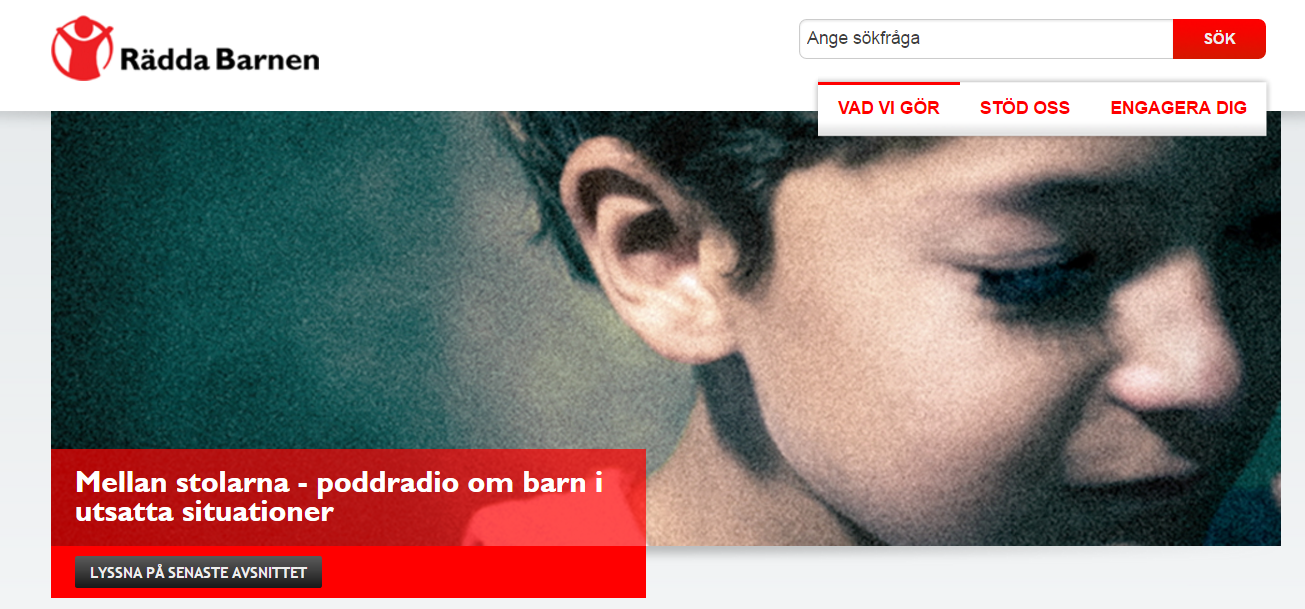 Rädda Barnen
Ange sökfråga
SÖK
VAD VI GÖR
STÖD OSS
ENGAGERA DIG
Mellan stolarna - poddradio om barn i
utsatta situationer
LYSSNA PÅ SENASTE AVSNITTET